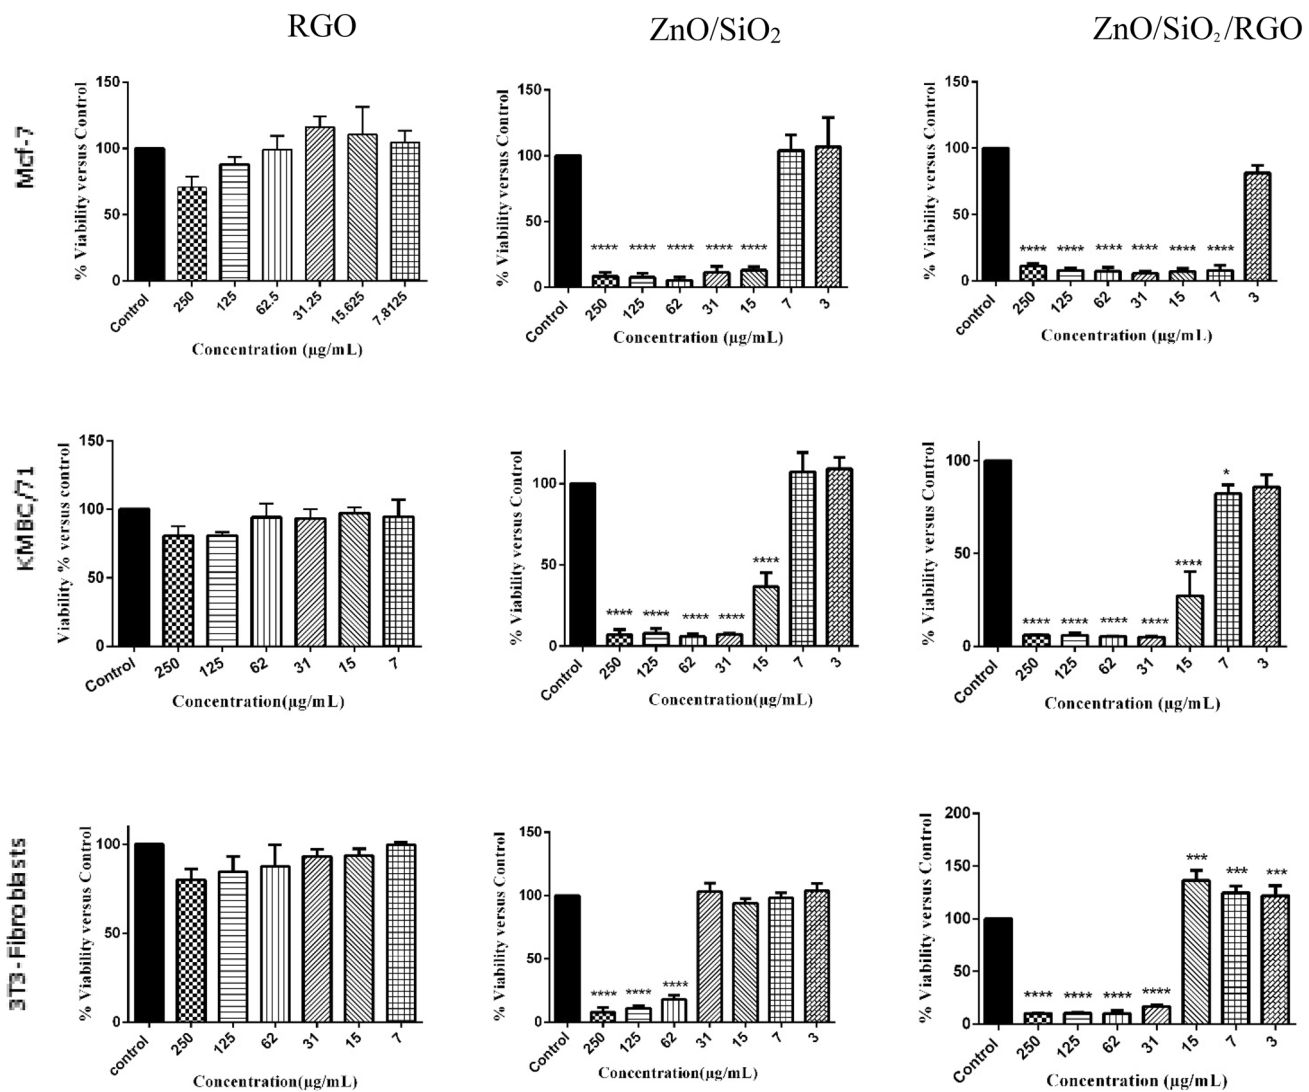 RGO
ZnO/SiO₂
ZnO/SiO₂/RGO
Mcf-7
% Viability versus Control
150
100
50
0
Control
250
125
62.5
31.25
15.625
7.8125
Concentration (µg/mL)
% Viability versus Control
150
100
50
0
**** **** **** **** ****
Control
250
125
62
31
15
7
3
Concentration (µg/mL)
% Viability versus Control
150
100
50
0
**** **** **** **** **** ****
control
250
125
62
31
15
7
3
Concentration (µg/mL)
KMBC/71
Viability % versus control
150
100
50
0
Control
250
125
62
31
15
7
Concentration(µg/mL)
% Viability versus Control
100
50
0
**** **** **** **** ****
Control
250
125
62
31
15
7
3
Concentration(µg/mL)
% Viability versus Control
100
50
0
**** **** **** **** **** *
Control
250
125
62
31
15
7
3
Concentration (µg/mL)
3T3-Fibroblasts
% Viability versus Control
100
50
0
control
250
125
62
31
15
7
Concentration(µg/mL)
% Viability versus Control
150
100
50
0
**** **** ****
Control
250
125
62
31
15
7
3
Concentration(µg/mL)
% Viability versus Control
200
150
100
50
0
**** **** **** **** *** *** ***
Control
250
125
62
31
15
7
3
Concentration (µg/mL)